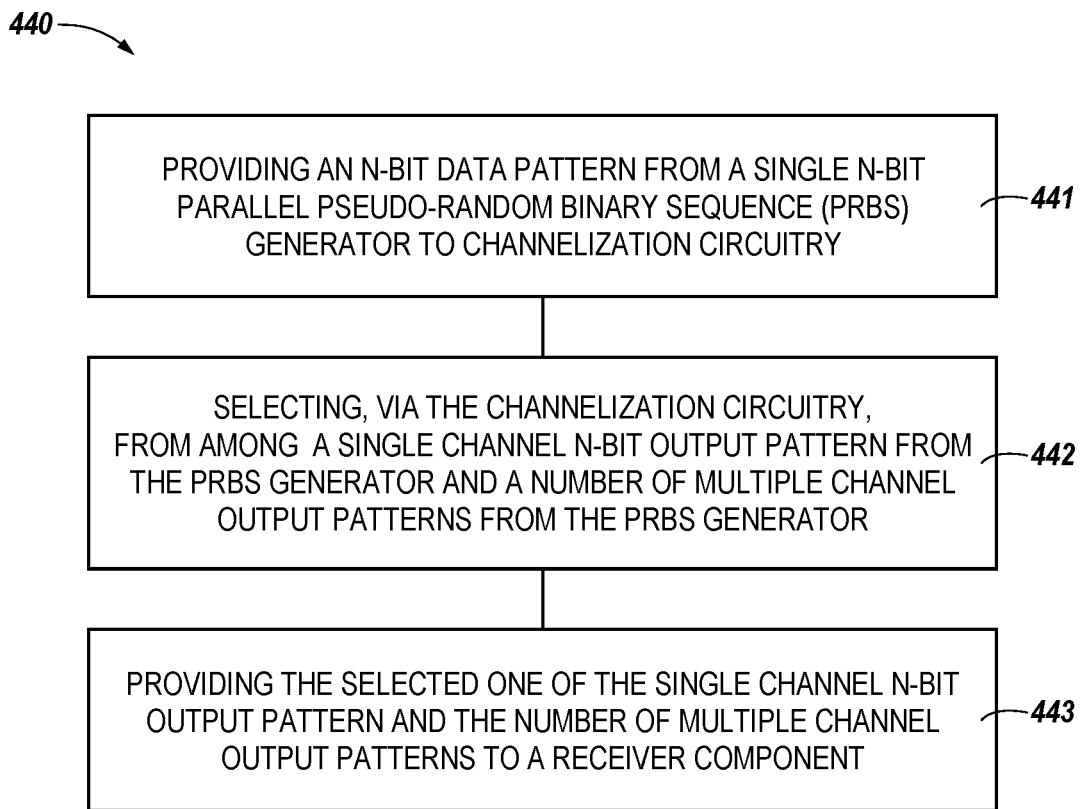 440
PROVIDING AN N-BIT DATA PATTERN FROM A SINGLE N-BIT
PARALLEL PSEUDO-RANDOM BINARY SEQUENCE (PRBS)
GENERATOR TO CHANNELIZATION CIRCUITRY
441
SELECTING, VIA THE CHANNELIZATION CIRCUITRY,
FROM AMONG A SINGLE CHANNEL N-BIT OUTPUT PATTERN FROM
THE PRBS GENERATOR AND A NUMBER OF MULTIPLE CHANNEL
OUTPUT PATTERNS FROM THE PRBS GENERATOR
442
PROVIDING THE SELECTED ONE OF THE SINGLE CHANNEL N-BIT
OUTPUT PATTERN AND THE NUMBER OF MULTIPLE CHANNEL
OUTPUT PATTERNS TO A RECEIVER COMPONENT
443